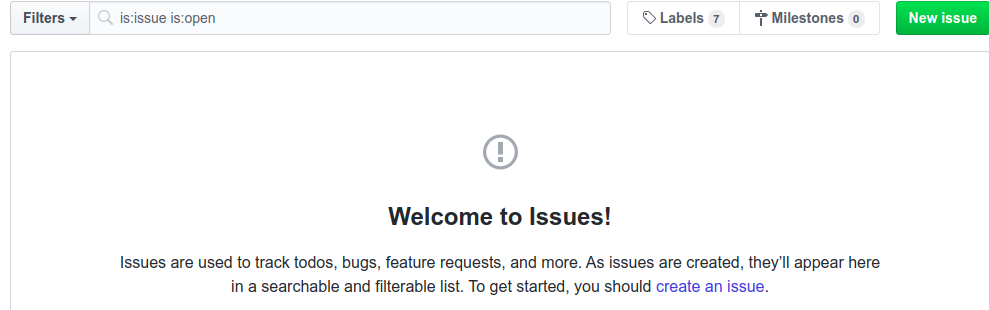 Filters is:issue is:open Labels 7 Milestones 0 New issue
Welcome to Issues!
Issues are used to track todos, bugs, feature requests, and more. As issues are created, they’ll appear here
in a searchable and filterable list. To get started, you should create an issue.